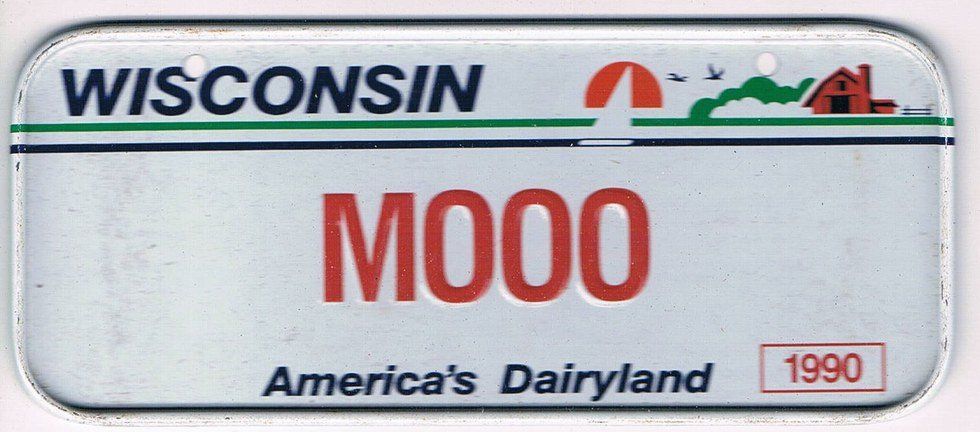 WISCONSIN
MOOO
America's Dairyland
1990